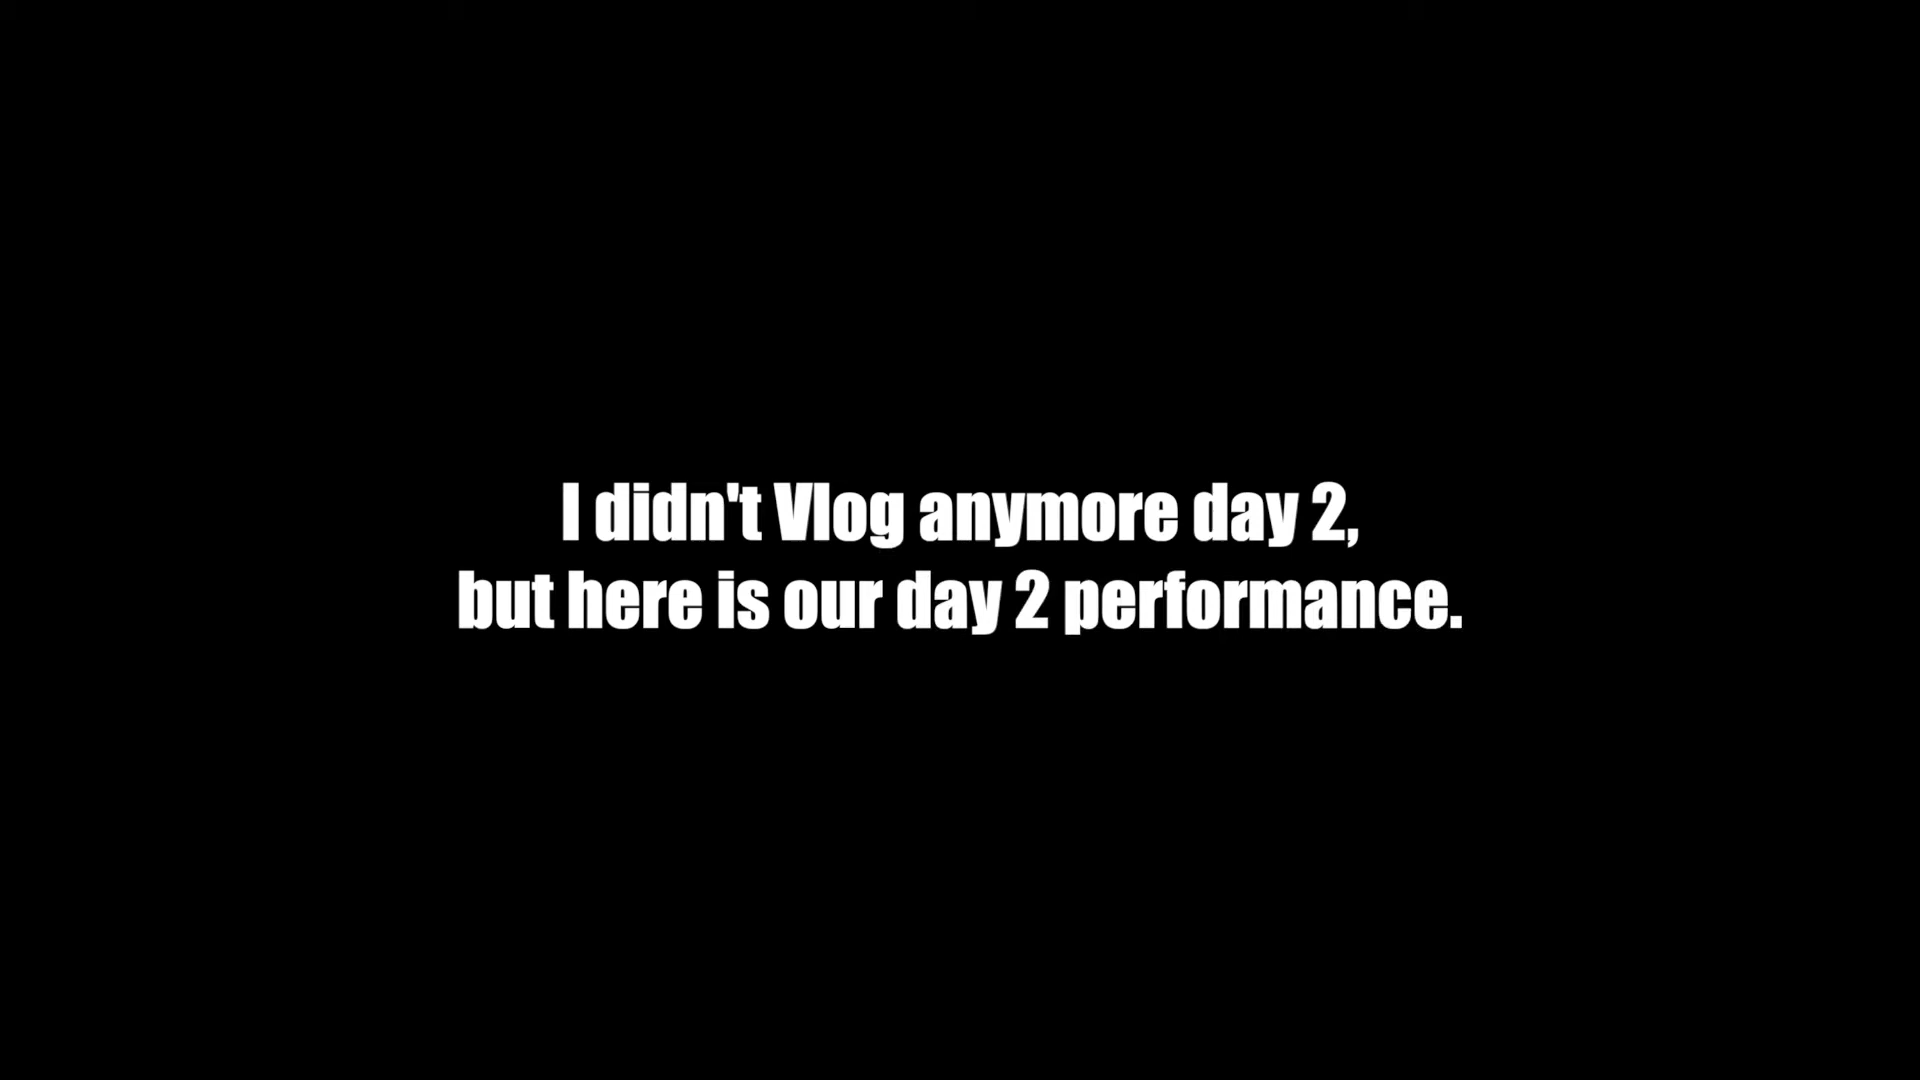 I didn't Vlog anymore day 2,
but here is our day 2 performance.